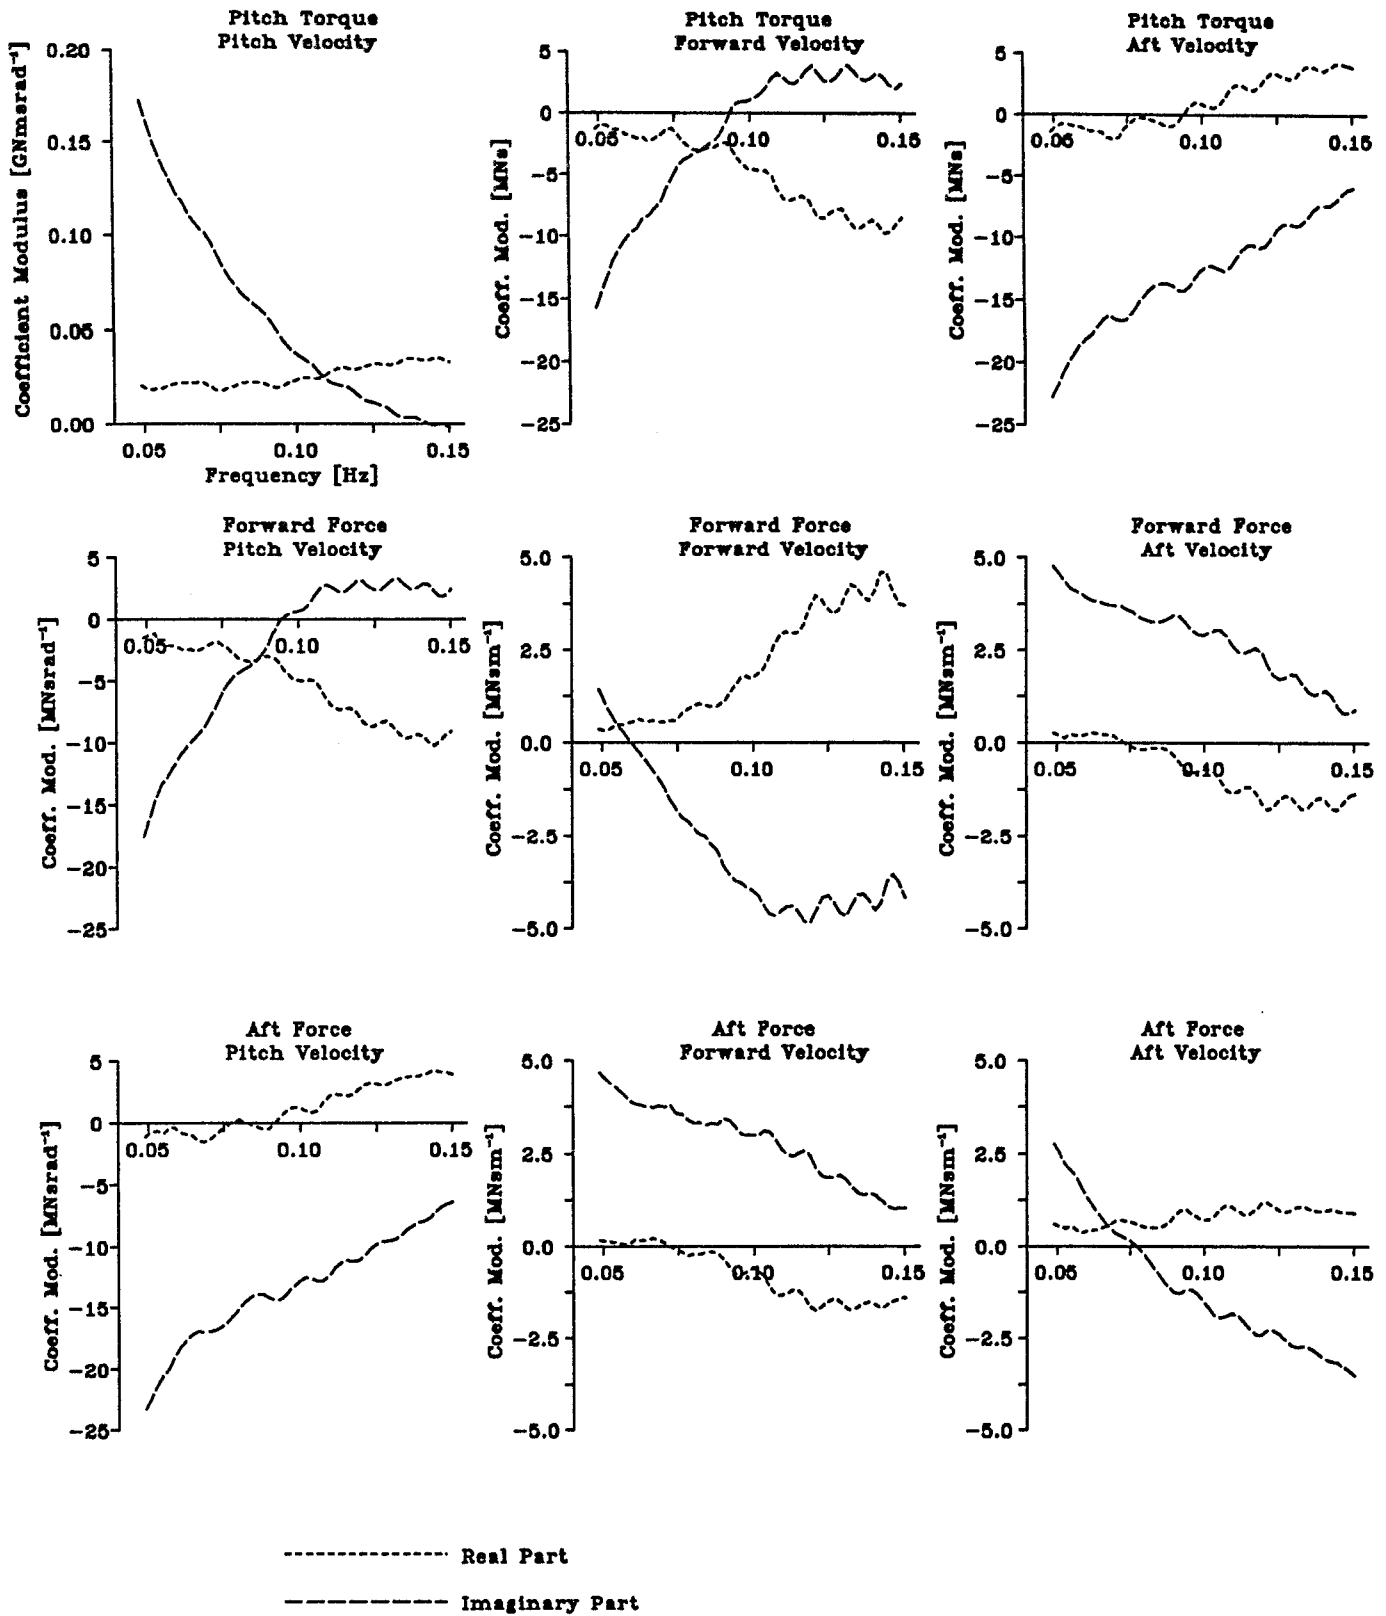 Pitch Torque
Pitch Velocity
Coefficient Modulus [GNmsrad⁻¹]
0.20
0.15
0.10
0.05
0.00
0.05 0.10 0.15
Frequency [Hz]
Pitch Torque
Forward Velocity
Coeff. Mod. [MNs]
5
0
-5
-10
-15
-20
-25
0.05 0.10 0.15
Pitch Torque
Aft Velocity
Coeff. Mod. [MNs]
5
0
-5
-10
-15
-20
-25
0.05 0.10 0.15
Forward Force
Pitch Velocity
Coeff. Mod. [MNsrad⁻¹]
5
0
-5
-10
-15
-20
-25
0.05 0.10 0.15
Forward Force
Forward Velocity
Coeff. Mod. [MNsm⁻¹]
5.0
2.5
0.0
-2.5
-5.0
0.05 0.10 0.15
Forward Force
Aft Velocity
Coeff. Mod. [MNsm⁻¹]
5.0
2.5
0.0
-2.5
-5.0
0.05 0.10 0.15
Aft Force
Pitch Velocity
Coeff. Mod. [MNsrad⁻¹]
5
0
-5
-10
-15
-20
-25
0.05 0.10 0.15
Aft Force
Forward Velocity
Coeff. Mod. [MNsm⁻¹]
5.0
2.5
0.0
-2.5
-5.0
0.05 0.10 0.15
Aft Force
Aft Velocity
Coeff. Mod. [MNsm⁻¹]
5.0
2.5
0.0
-2.5
-5.0
0.05 0.10 0.15
Real Part
Imaginary Part